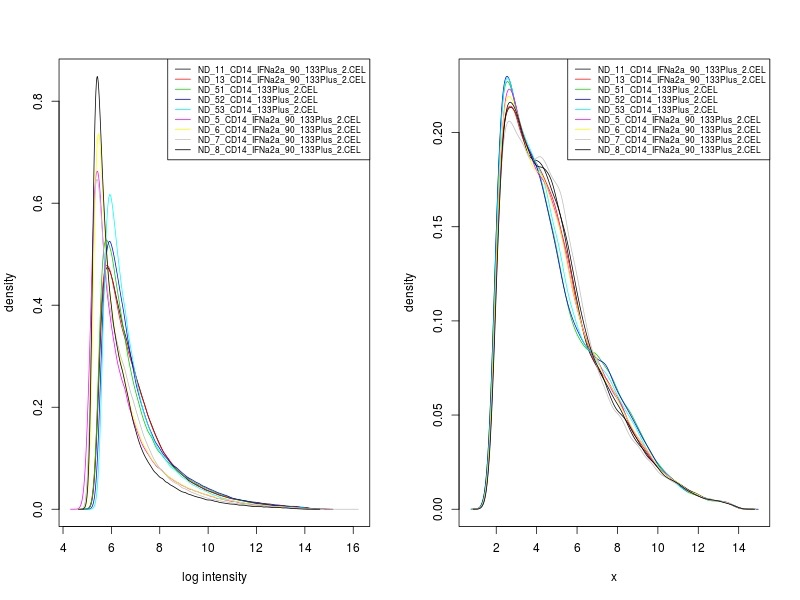 ND_11_CD14_IFNa2a_90_133Plus_2.CEL
ND_13_CD14_IFNa2a_90_133Plus_2.CEL
ND_51_CD14_133Plus_2.CEL
ND_52_CD14_133Plus_2.CEL
ND_53_CD14_133Plus_2.CEL
ND_5_CD14_IFNa2a_90_133Plus_2.CEL
ND_6_CD14_IFNa2a_90_133Plus_2.CEL
ND_7_CD14_IFNa2a_90_133Plus_2.CEL
ND_8_CD14_IFNa2a_90_133Plus_2.CEL
0.8
0.6
0.4
0.2
0.0
density
4 6 8 10 12 14 16
log intensity
ND_11_CD14_IFNa2a_90_133Plus_2.CEL
ND_13_CD14_IFNa2a_90_133Plus_2.CEL
ND_51_CD14_133Plus_2.CEL
ND_52_CD14_133Plus_2.CEL
ND_53_CD14_133Plus_2.CEL
ND_5_CD14_IFNa2a_90_133Plus_2.CEL
ND_6_CD14_IFNa2a_90_133Plus_2.CEL
ND_7_CD14_IFNa2a_90_133Plus_2.CEL
ND_8_CD14_IFNa2a_90_133Plus_2.CEL
0.20
0.15
0.10
0.05
0.00
density
2 4 6 8 10 12 14
x